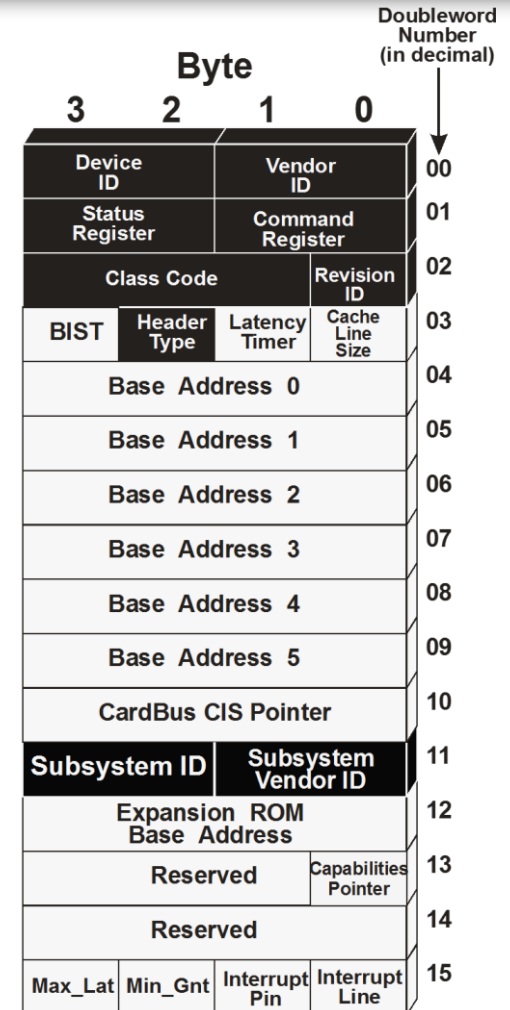 Doubleword
Number
(in decimal)
Byte
3 2 1 0
Device
ID
Vendor
ID
00
Status
Register
Command
Register
01
Class Code
Revision
ID
02
BIST
Header
Type
Latency
Timer
Cache
Line
Size
03
Base Address 0
04
Base Address 1
05
Base Address 2
06
Base Address 3
07
Base Address 4
08
Base Address 5
09
CardBus CIS Pointer
10
Subsystem ID
Subsystem
Vendor ID
11
Expansion ROM
Base Address
12
Reserved
Capabilities
Pointer
13
Reserved
14
Max_Lat
Min_Gnt
Interrupt
Pin
Interrupt
Line
15